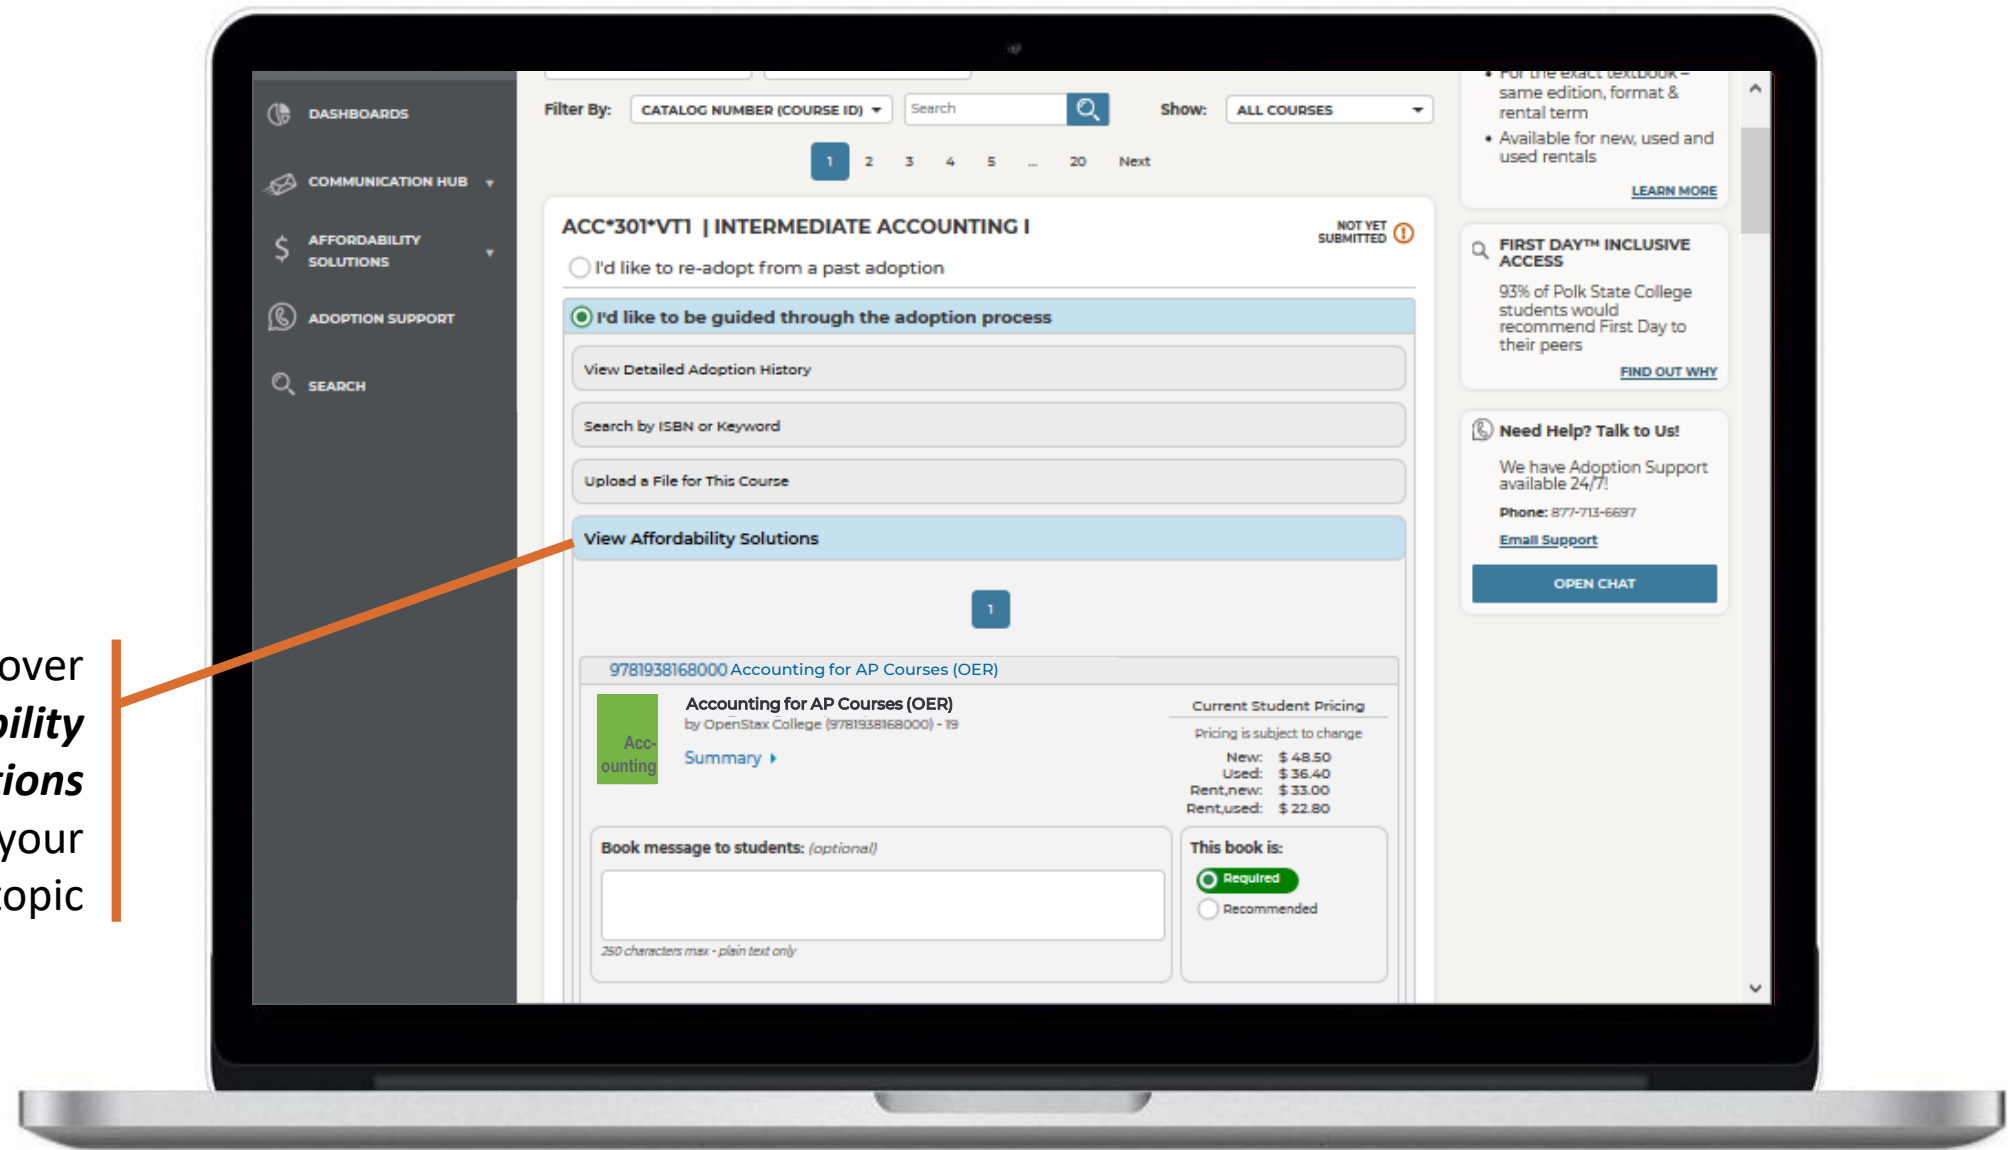 over
bility
tions
your
topic
DASHBOARDS
COMMUNICATION HUB
AFFORDABILITY
SOLUTIONS
ADOPTION SUPPORT
SEARCH
Filter By: CATALOG NUMBER (COURSE ID) Search Show: ALL COURSES
1 2 3 4 5 ... 20 Next
ACC*301*VT1 | INTERMEDIATE ACCOUNTING I
NOT YET
SUBMITTED
I'd like to re-adopt from a past adoption
I'd like to be guided through the adoption process
View Detailed Adoption History
Search by ISBN or Keyword
Upload a File for This Course
View Affordability Solutions
1
9781938168000 Accounting for AP Courses (OER)
Acc-
ounting
Accounting for AP Courses (OER)
by OpenStax College (9781938168000) - 19
Summary
Current Student Pricing
Pricing is subject to change
New: $ 48.50
Used: $ 36.40
Rent,new: $ 33.00
Rent,used: $ 22.80
Book message to students: (optional)
250 characters max - plain text only
This book is:
Required
Recommended
• For the exact textbook –
same edition, format &
rental term
• Available for new, used and
used rentals
LEARN MORE
FIRST DAY™ INCLUSIVE
ACCESS
93% of Polk State College
students would
recommend First Day to
their peers
FIND OUT WHY
Need Help? Talk to Us!
We have Adoption Support
available 24/7!
Phone: 877-713-6697
Email Support
OPEN CHAT